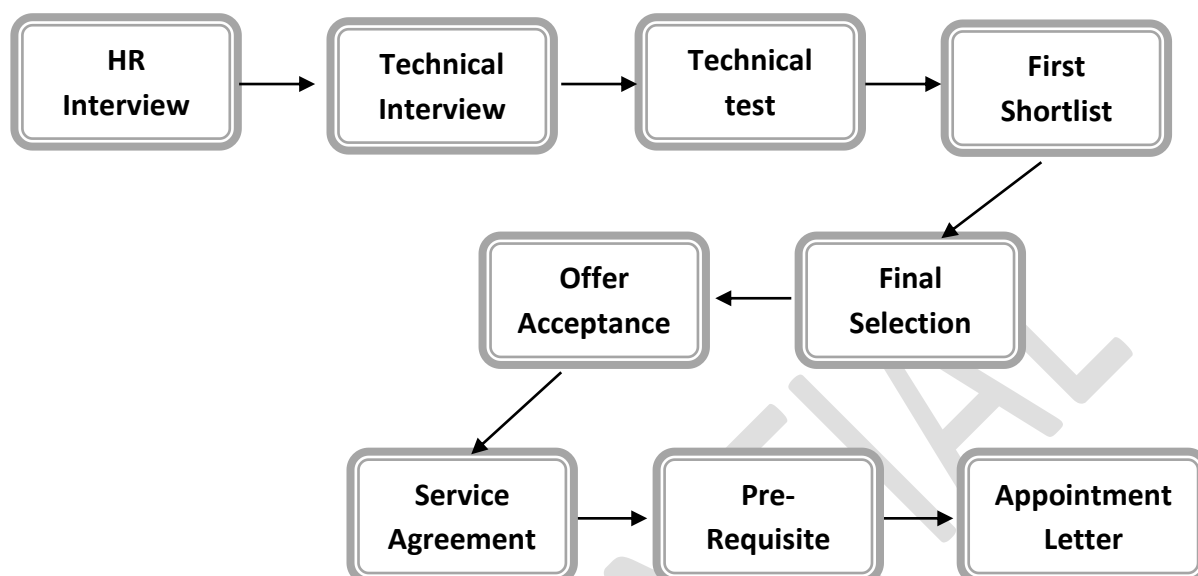 HR
Interview
Technical
Interview
Technical
test
First
Shortlist
Offer
Acceptance
Final
Selection
Service
Agreement
Pre-
Requisite
Appointment
Letter